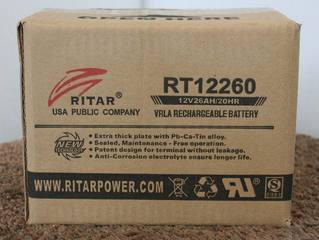 RITAR®
USA PUBLIC COMPANY
RT12260
12V26AH/20HR
VRLA RECHARGEABLE BATTERY
NEW
TECHNOLOGY
Extra thick plate with Pb-Ca-Tin alloy.
Sealed, Maintenance - Free operation.
Patent design for terminal without leakage.
Anti-Corrosion electrolyte ensure longer life.
WWW.RITARPOWER.COM